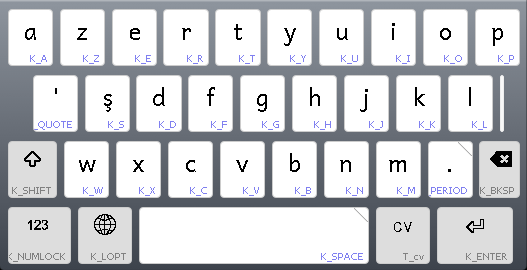 a z e r t y u i o p
K_A K_Z K_E K_R K_T K_Y K_U K_I K_O K_P
' ş d f g h j k l
_QUOTE K_S K_D K_F K_G K_H K_J K_K K_L
w x c v b n m .
K_SHIFT K_W K_X K_C K_V K_B K_N K_M PERIOD K_BKSP
123 CV
K_NUMLOCK K_LOPT K_SPACE T_cv K_ENTER